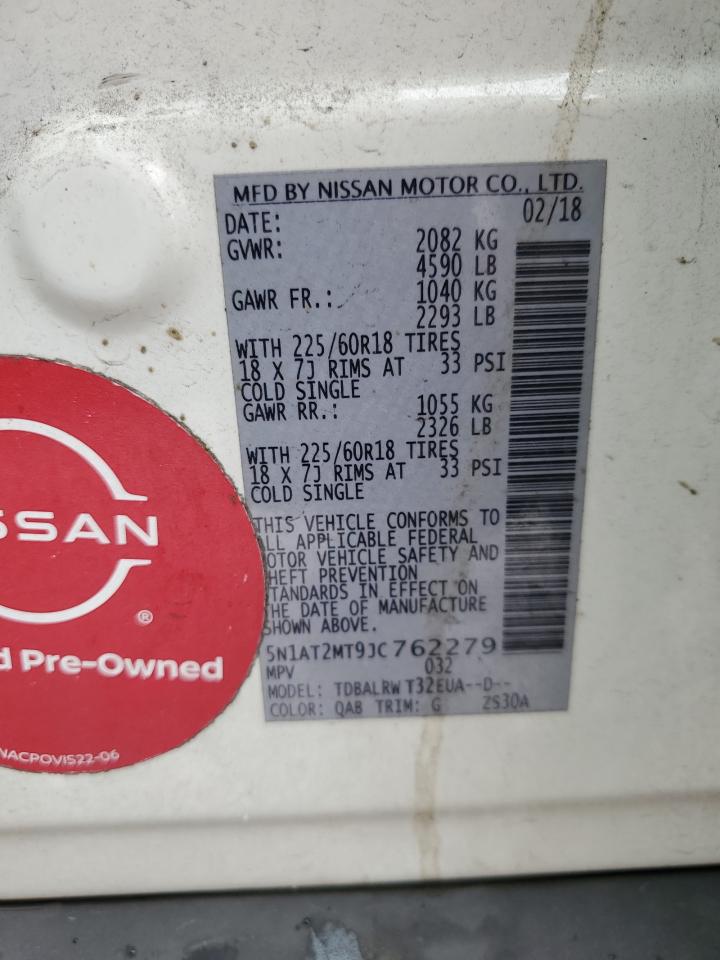 MFD BY NISSAN MOTOR CO., LTD.
DATE: 02/18
GVWR: 2082 KG
4590 LB
GAWR FR.: 1040 KG
2293 LB
WITH 225/60R18 TIRES
18 X 7J RIMS AT 33 PSI
COLD SINGLE
GAWR RR.: 1055 KG
2326 LB
WITH 225/60R18 TIRES
18 X 7J RIMS AT 33 PSI
COLD SINGLE
THIS VEHICLE CONFORMS TO
LL APPLICABLE FEDERAL
OTOR VEHICLE SAFETY AND
HEFT PREVENTION
STANDARDS IN EFFECT ON
THE DATE OF MANUFACTURE
SHOWN ABOVE.
5N1AT2MT9JC762279
MPV 032
MODEL: TDBALRW T32EUA--D--
COLOR: QAB TRIM: G ZS30A
SSAN
®
d Pre-Owned
NACPOVIS22-06